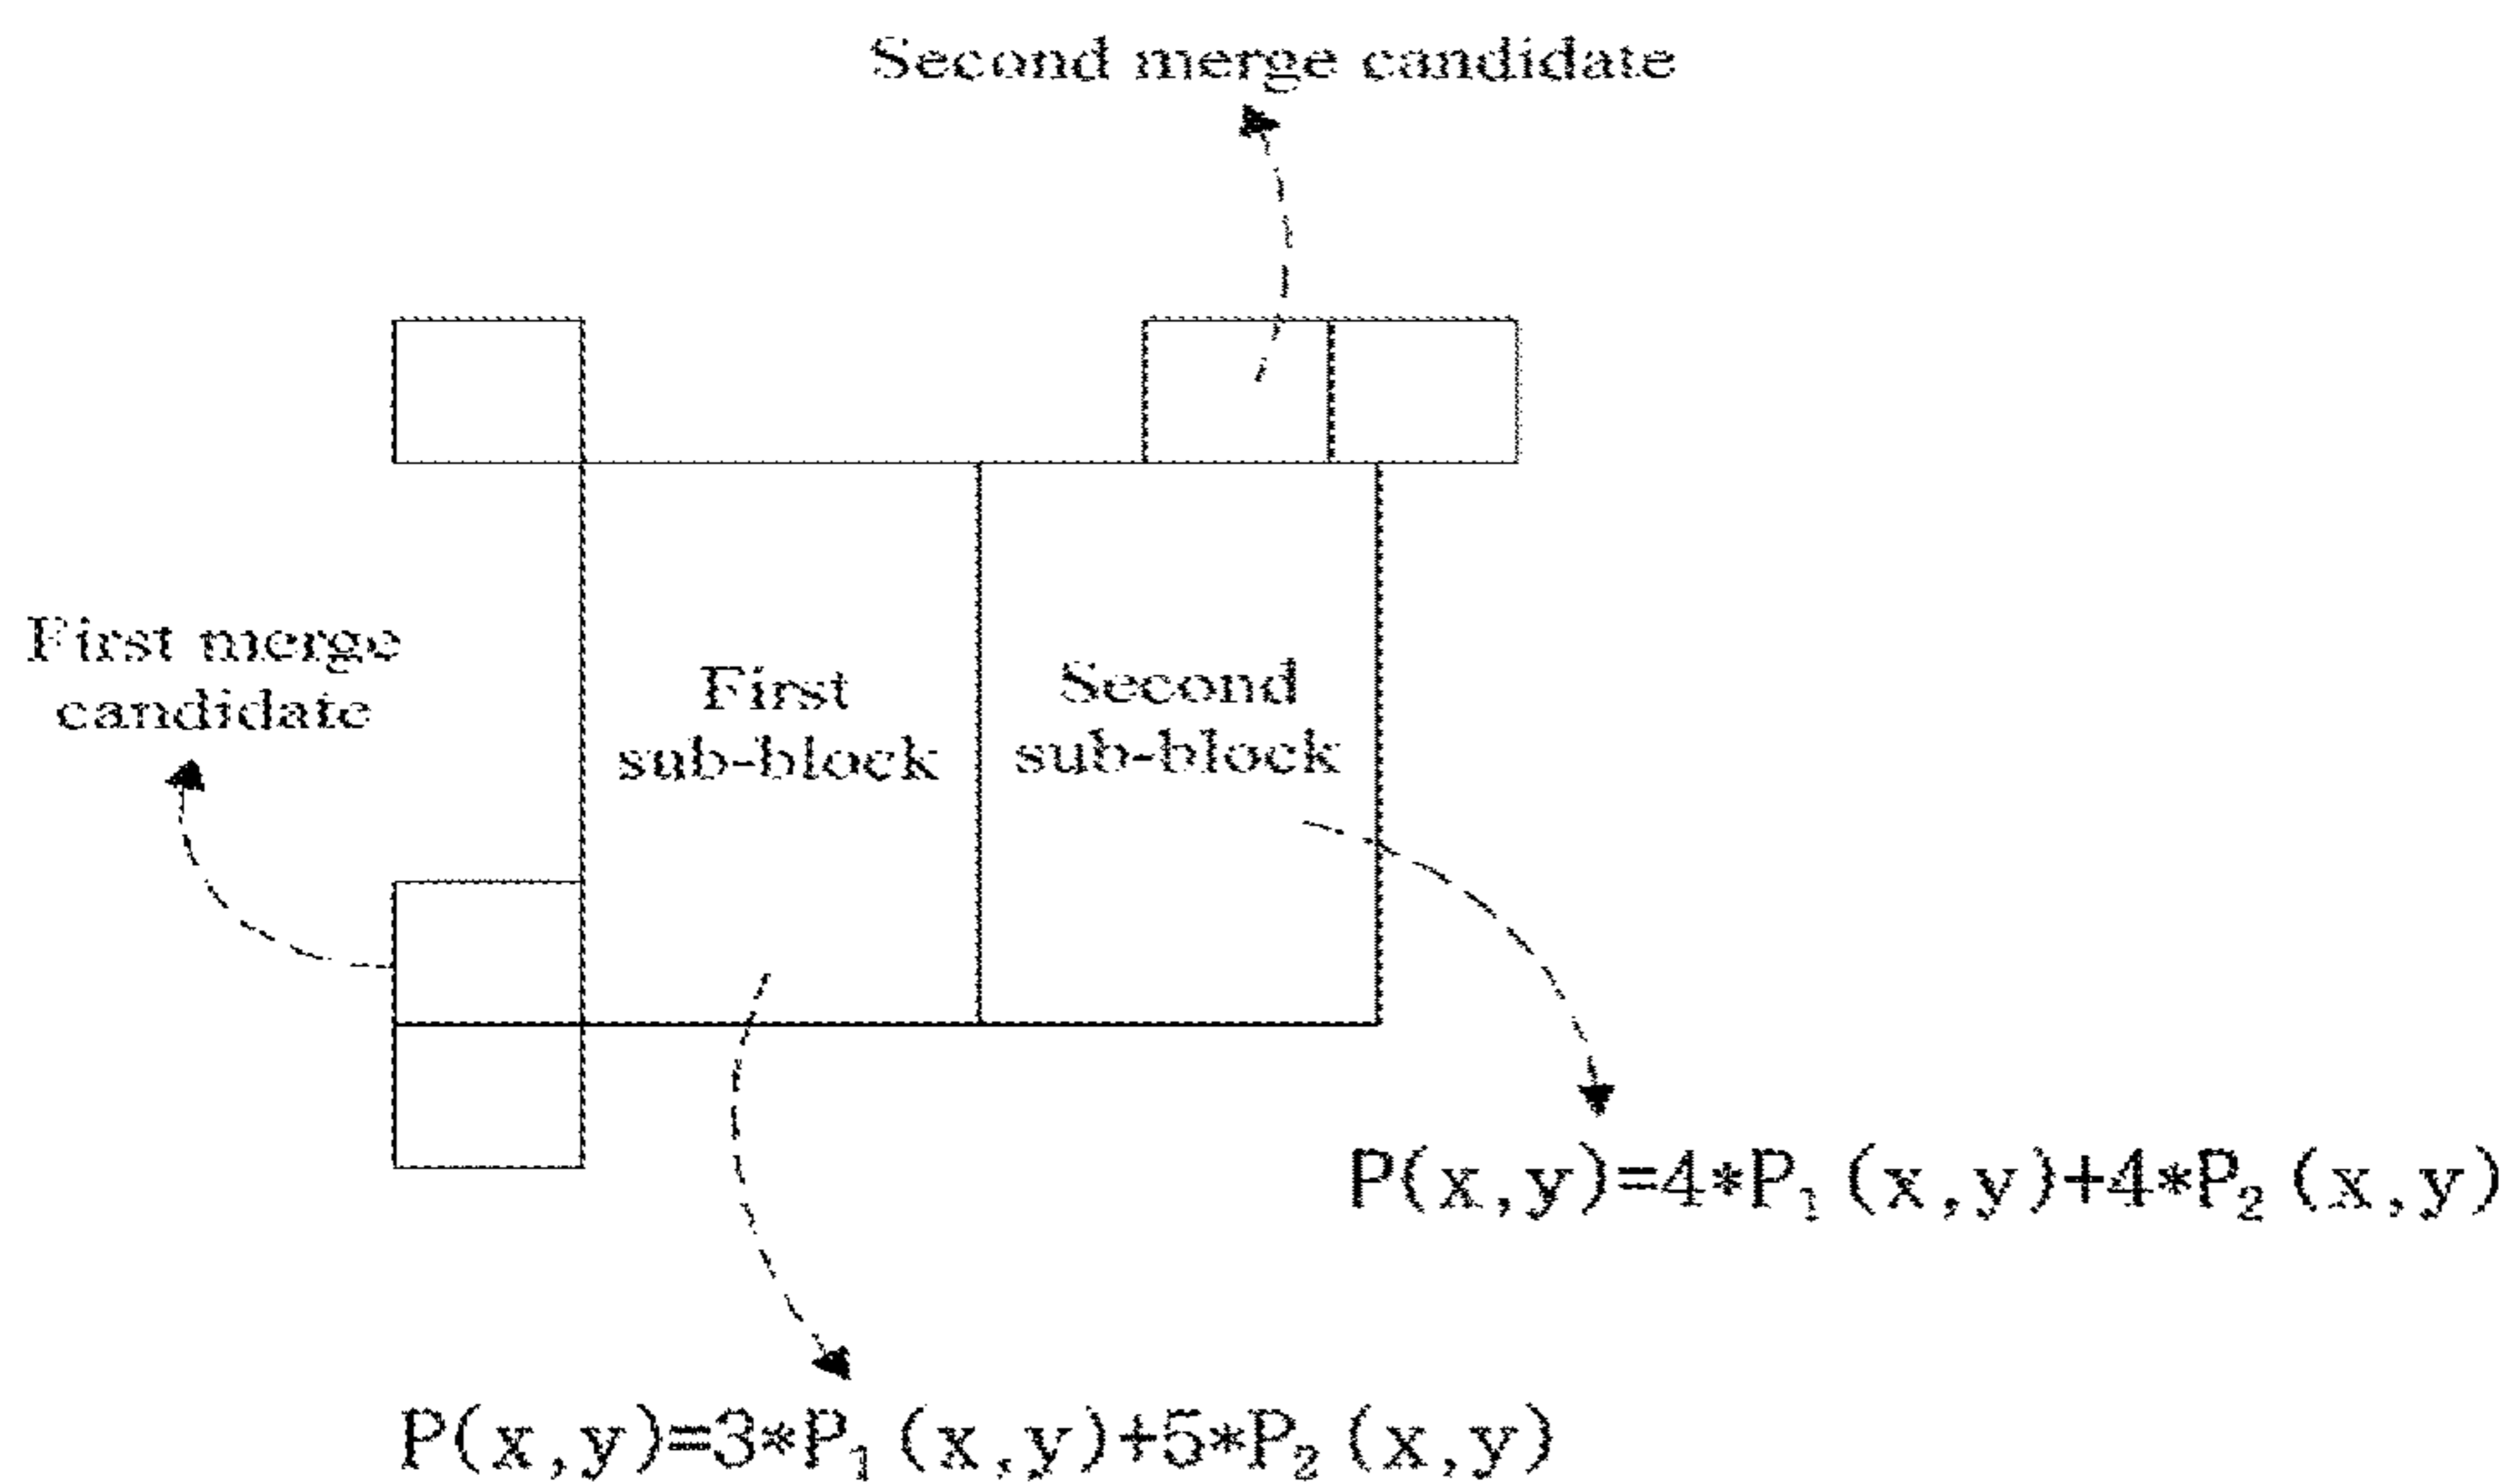 Second merge candidate
First merge
candidate
First
sub-block
Second
sub-block
P(x,y)=4*P₁(x,y)+4*P₂(x,y)
P(x,y)=3*P₁(x,y)+5*P₂(x,y)